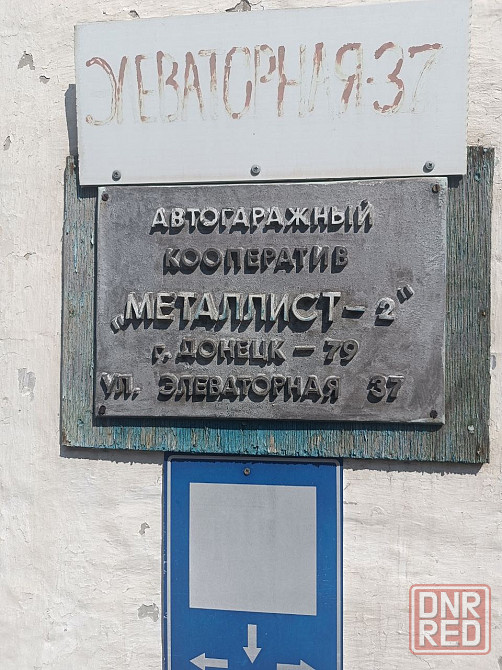 ЭЛЕВАТОРНАЯ-37
АВТОГАРАЖНЫЙ
КООПЕРАТИВ
„МЕТАЛЛИСТ-2"
г. ДОНЕЦК-79
УЛ. ЭЛЕВАТОРНАЯ 37
DNR
RED